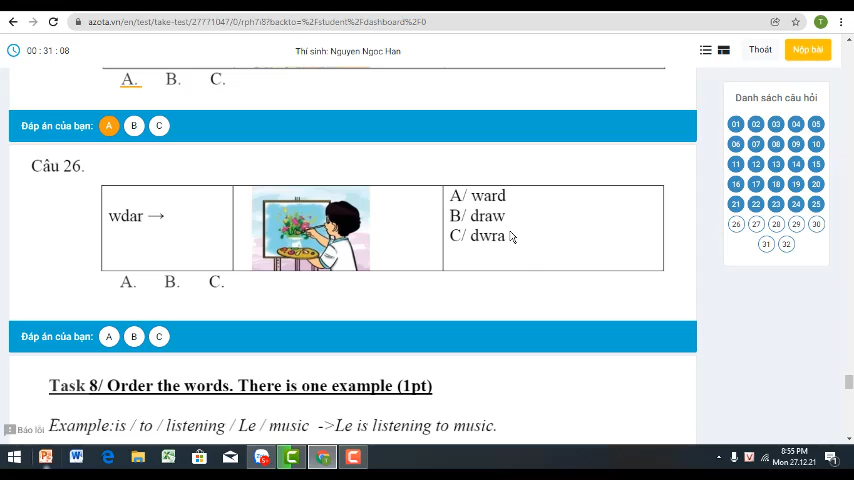 azota.vn/en/test/take-test/27771047/0/rph7i8?backto=%2Fstudent%2Fdashboard%2F0
T
00 : 31 : 08
Thí sinh: Nguyen Ngoc Han
Thoát
Nộp bài
A. B. C.
Đáp án của bạn: A B C
Câu 26.
wdar →
A/ ward
B/ draw
C/ dwra
A. B. C.
Đáp án của bạn: A B C
Task 8/ Order the words. There is one example (1pt)
Example:is / to / listening / Le / music ->Le is listening to music.
Báo lỗi
Danh sách câu hỏi
01 02 03 04 05
06 07 08 09 10
11 12 13 14 15
16 17 18 19 20
21 22 23 24 25
26 27 28 29 30
31 32
8:55 PM
Mon 27.12.21